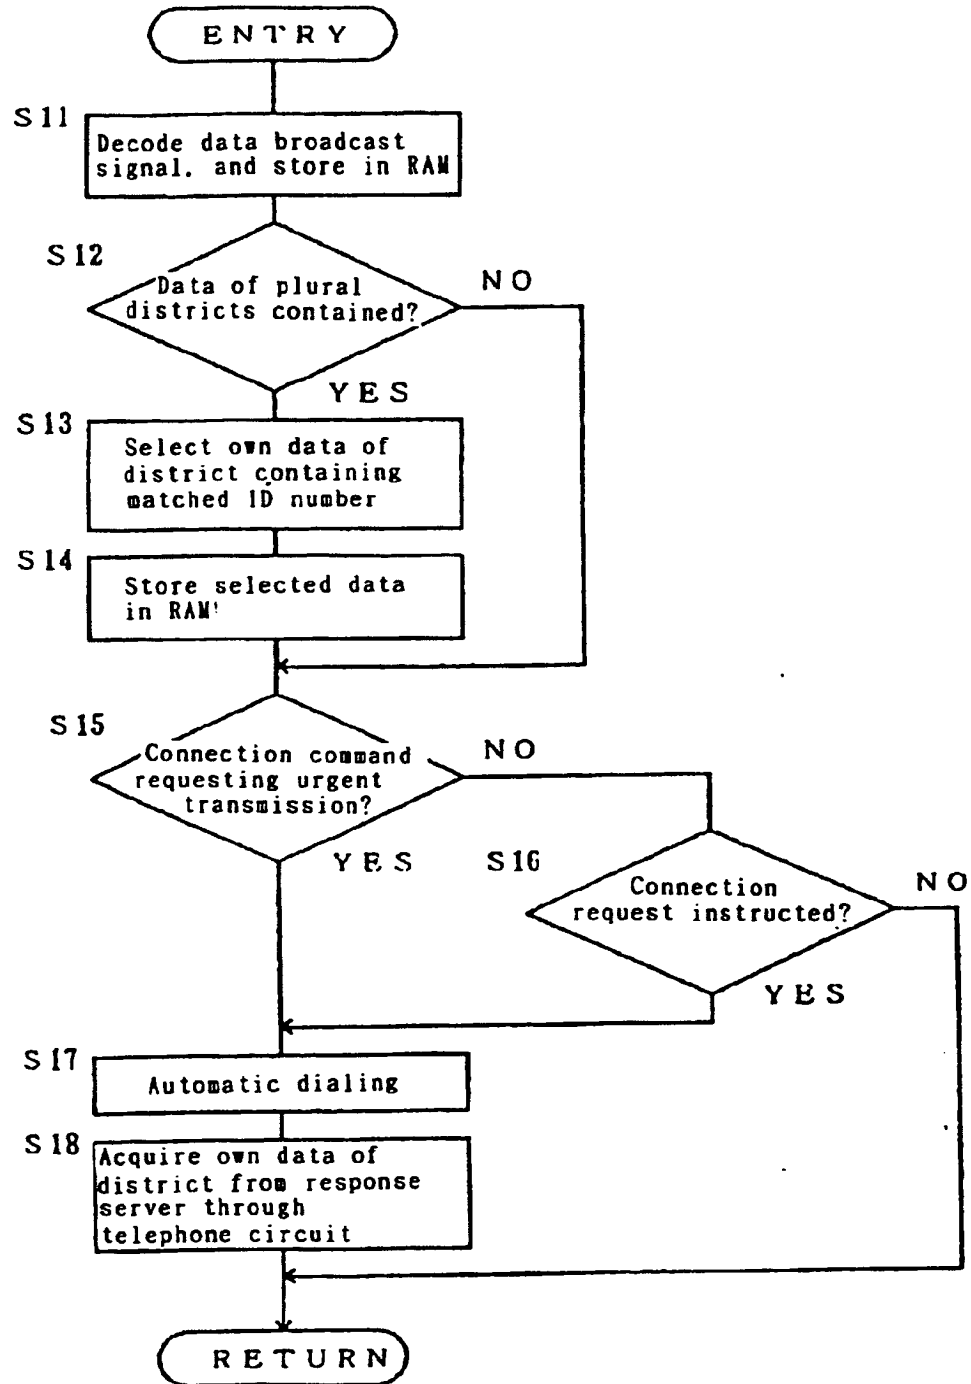 ENTRY
S11
Decode data broadcast
signal. and store in RAM
S12
Data of plural
districts contained?
NO
YES
S13
Select own data of
district containing
matched ID number
S14
Store selected data
in RAM'
S15
Connection command
requesting urgent
transmission?
NO
YES
S16
Connection
request instructed?
NO
YES
S17
Automatic dialing
S18
Acquire own data of
district from response
server through
telephone circuit
RETURN